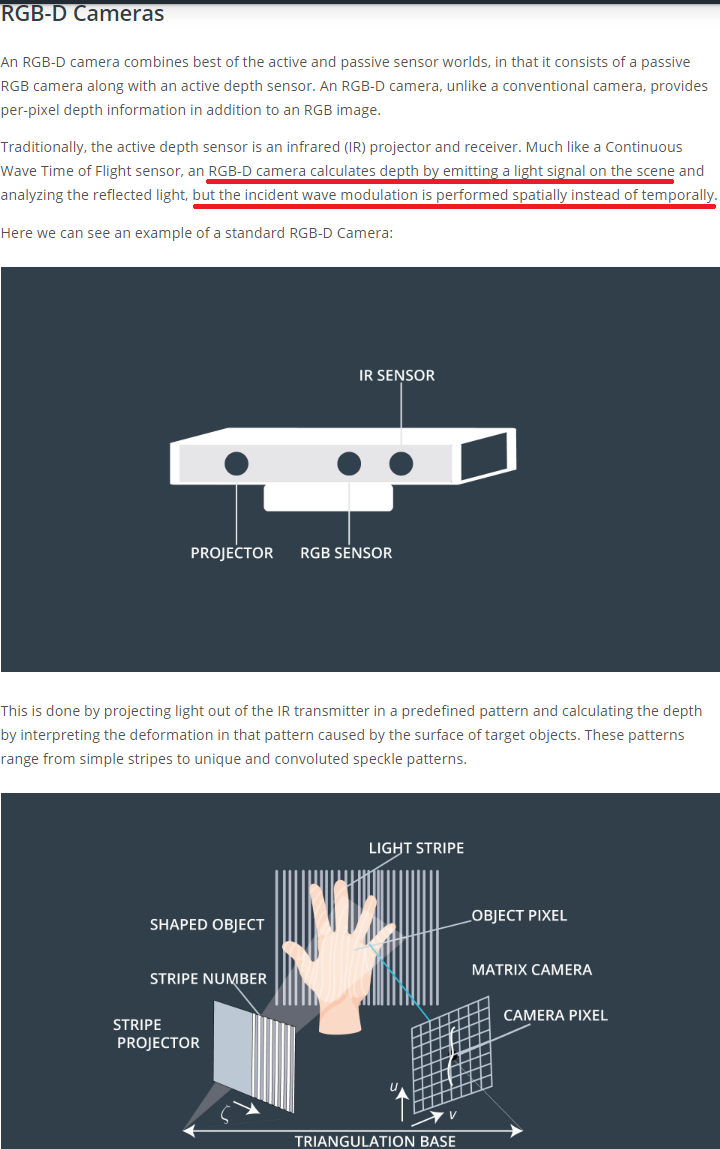 RGB-D Cameras
An RGB-D camera combines best of the active and passive sensor worlds, in that it consists of a passive
RGB camera along with an active depth sensor. An RGB-D camera, unlike a conventional camera, provides
per-pixel depth information in addition to an RGB image.
Traditionally, the active depth sensor is an infrared (IR) projector and receiver. Much like a Continuous
Wave Time of Flight sensor, an RGB-D camera calculates depth by emitting a light signal on the scene and
analyzing the reflected light, but the incident wave modulation is performed spatially instead of temporally.
Here we can see an example of a standard RGB-D Camera:
IR SENSOR
PROJECTOR
RGB SENSOR
This is done by projecting light out of the IR transmitter in a predefined pattern and calculating the depth
by interpreting the deformation in that pattern caused by the surface of target objects. These patterns
range from simple stripes to unique and convoluted speckle patterns.
LIGHT STRIPE
SHAPED OBJECT
OBJECT PIXEL
STRIPE NUMBER
MATRIX CAMERA
STRIPE
PROJECTOR
CAMERA PIXEL
u
ζ
v
TRIANGULATION BASE